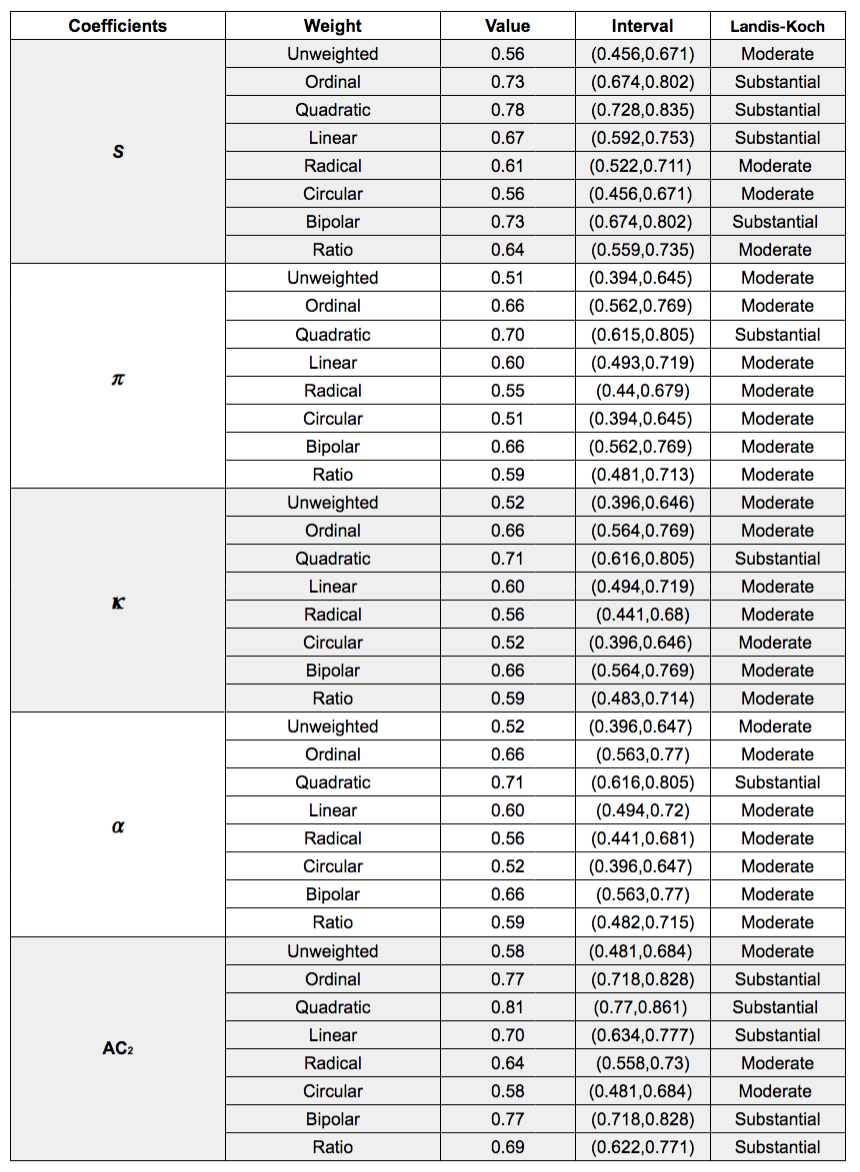 Coefficients Weight Value Interval Landis-Koch
Unweighted 0.56 (0.456,0.671) Moderate
Ordinal 0.73 (0.674,0.802) Substantial
Quadratic 0.78 (0.728,0.835) Substantial
Linear 0.67 (0.592,0.753) Substantial
S
Radical 0.61 (0.522,0.711) Moderate
Circular 0.56 (0.456,0.671) Moderate
Bipolar 0.73 (0.674,0.802) Substantial
Ratio 0.64 (0.559,0.735) Moderate
Unweighted 0.51 (0.394,0.645) Moderate
Ordinal 0.66 (0.562,0.769) Moderate
Quadratic 0.70 (0.615,0.805) Substantial
Linear 0.60 (0.493,0.719) Moderate
π
Radical 0.55 (0.44,0.679) Moderate
Circular 0.51 (0.394,0.645) Moderate
Bipolar 0.66 (0.562,0.769) Moderate
Ratio 0.59 (0.481,0.713) Moderate
Unweighted 0.52 (0.396,0.646) Moderate
Ordinal 0.66 (0.564,0.769) Moderate
Quadratic 0.71 (0.616,0.805) Substantial
Linear 0.60 (0.494,0.719) Moderate
κ
Radical 0.56 (0.441,0.68) Moderate
Circular 0.52 (0.396,0.646) Moderate
Bipolar 0.66 (0.564,0.769) Moderate
Ratio 0.59 (0.483,0.714) Moderate
Unweighted 0.52 (0.396,0.647) Moderate
Ordinal 0.66 (0.563,0.77) Moderate
Quadratic 0.71 (0.616,0.805) Substantial
Linear 0.60 (0.494,0.72) Moderate
α
Radical 0.56 (0.441,0.681) Moderate
Circular 0.52 (0.396,0.647) Moderate
Bipolar 0.66 (0.563,0.77) Moderate
Ratio 0.59 (0.482,0.715) Moderate
Unweighted 0.58 (0.481,0.684) Moderate
Ordinal 0.77 (0.718,0.828) Substantial
Quadratic 0.81 (0.77,0.861) Substantial
Linear 0.70 (0.634,0.777) Substantial
AC₂
Radical 0.64 (0.558,0.73) Moderate
Circular 0.58 (0.481,0.684) Moderate
Bipolar 0.77 (0.718,0.828) Substantial
Ratio 0.69 (0.622,0.771) Substantial